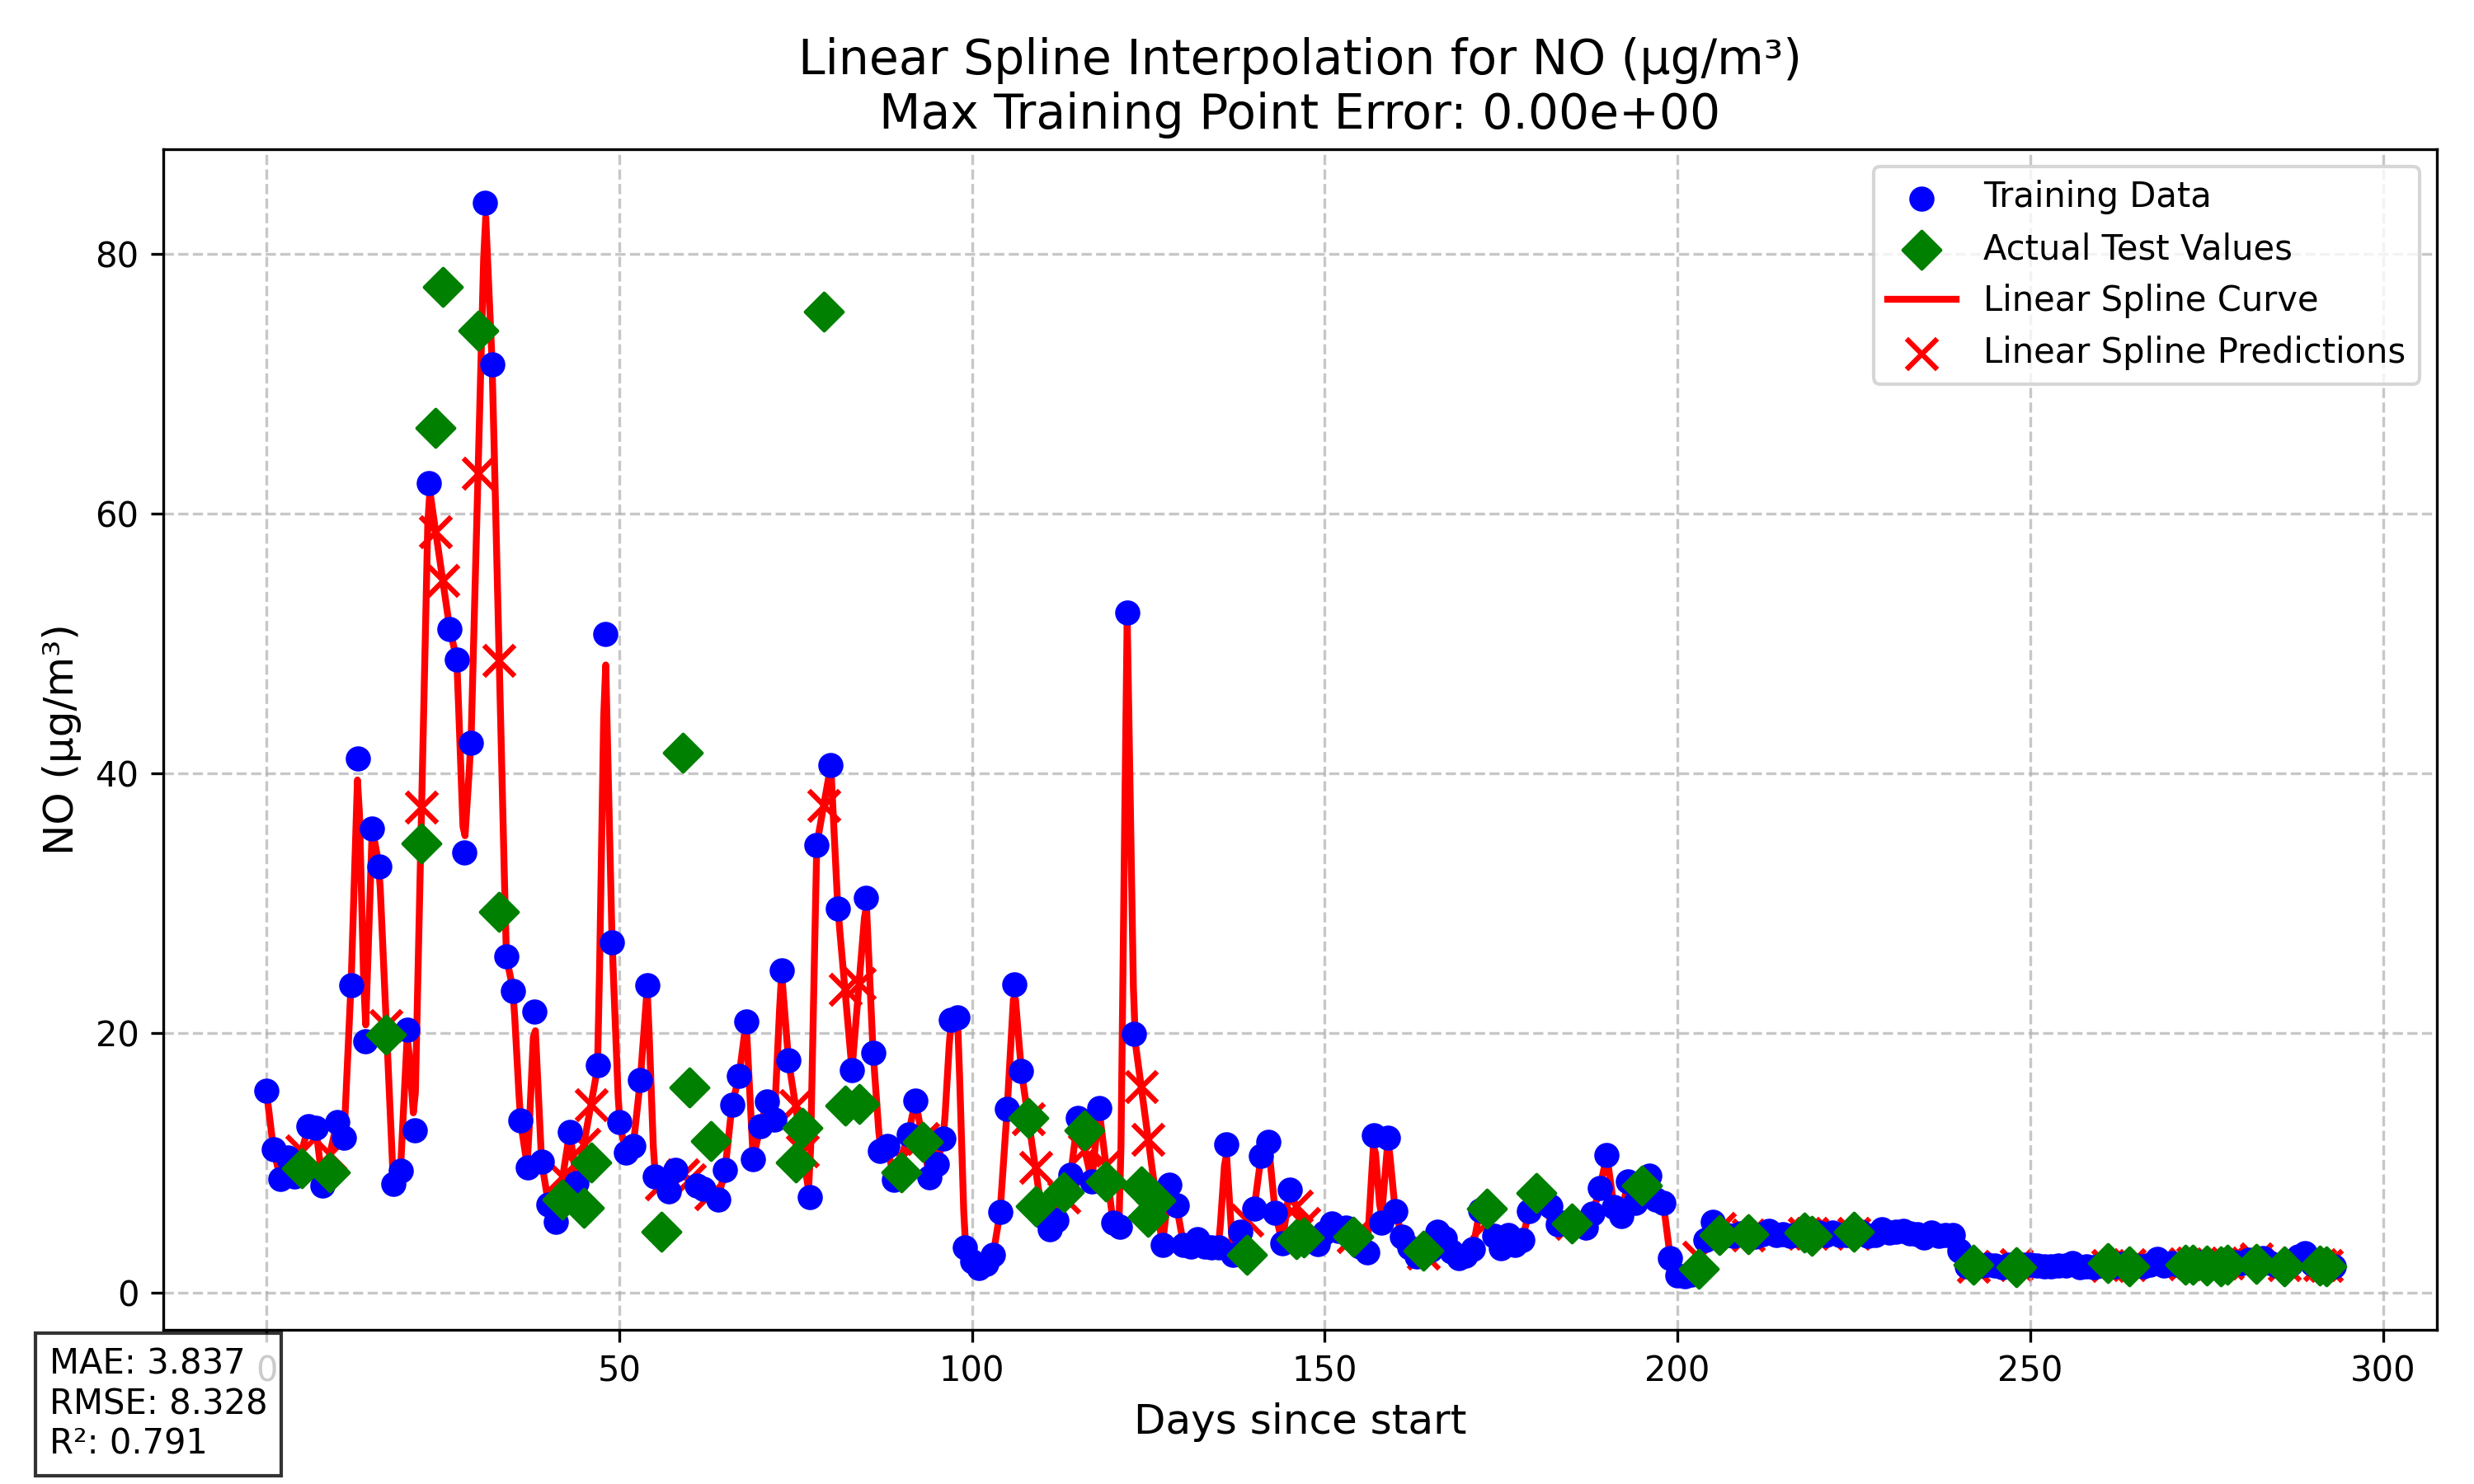 Linear Spline Interpolation for NO (µg/m³)
Max Training Point Error: 0.00e+00
Training Data
Actual Test Values
Linear Spline Curve
Linear Spline Predictions
NO (µg/m³)
80
60
40
20
0
0
50
100
150
200
250
300
Days since start
MAE: 3.837
RMSE: 8.328
R²: 0.791